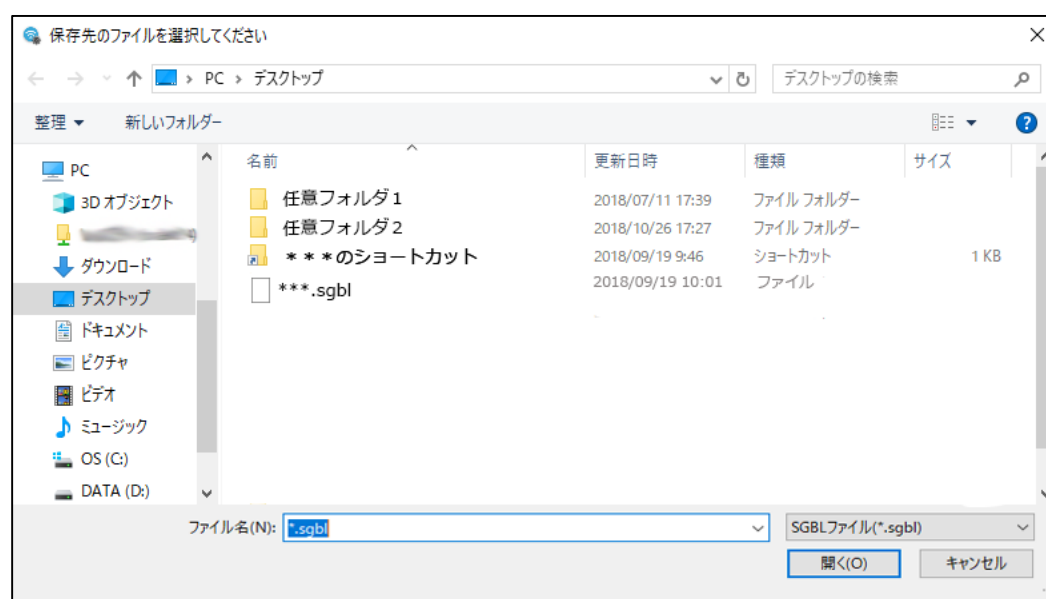 保存先のファイルを選択してください
PC › デスクトップ
デスクトップの検索
整理
新しいフォルダー
名前 更新日時 種類 サイズ
PC
3D オブジェクト
ダウンロード
デスクトップ
ドキュメント
ピクチャ
ビデオ
ミュージック
OS (C:)
DATA (D:)
任意フォルダ1 2018/07/11 17:39 ファイル フォルダー
任意フォルダ2 2018/10/26 17:27 ファイル フォルダー
***のショートカット 2018/09/19 9:46 ショートカット 1 KB
***.sgbl 2018/09/19 10:01 ファイル
ファイル名(N): *.sgbl SGBLファイル(*.sgbl)
開く(O) キャンセル